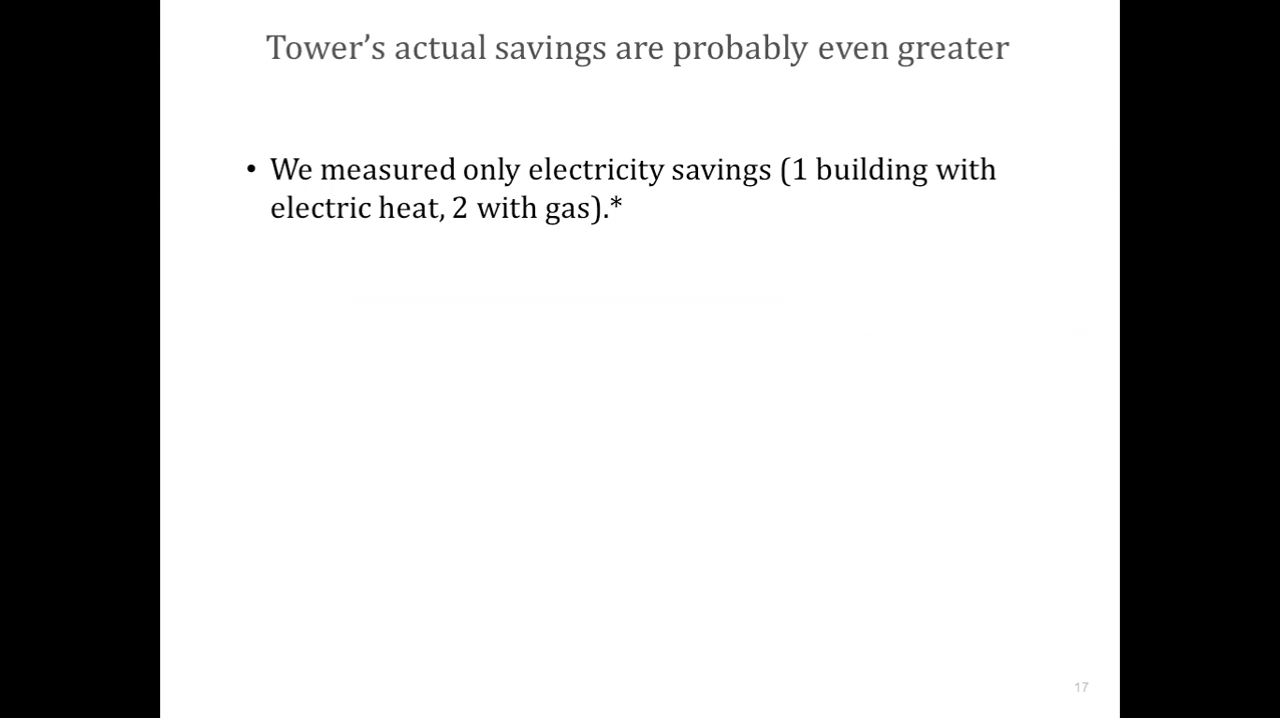 Tower’s actual savings are probably even greater
• We measured only electricity savings (1 building with
electric heat, 2 with gas).*
17